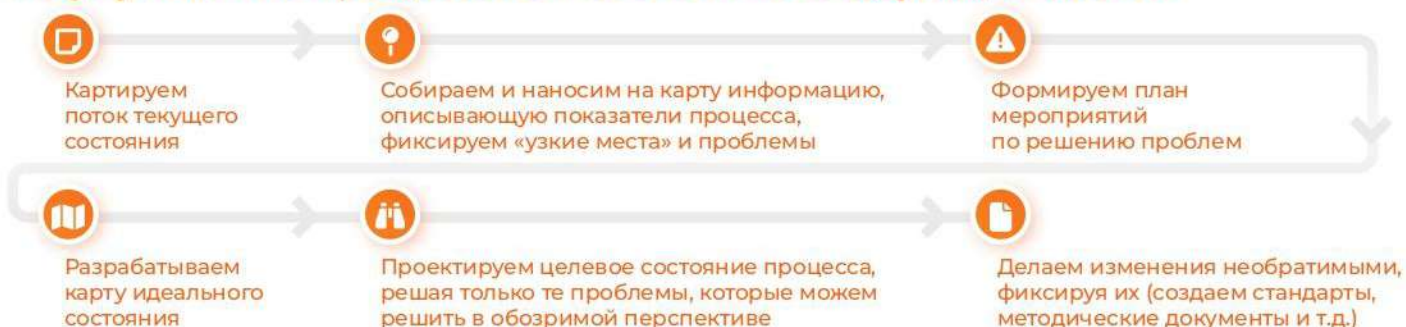 Картируем
поток текущего
состояния
Собираем и наносим на карту информацию,
описывающую показатели процесса,
фиксируем «узкие места» и проблемы
Формируем план
мероприятий
по решению проблем
Разрабатываем
карту идеального
состояния
Проектируем целевое состояние процесса,
решая только те проблемы, которые можем
решить в обозримой перспективе
Делаем изменения необратимыми,
фиксируя их (создаем стандарты,
методические документы и т.д.)